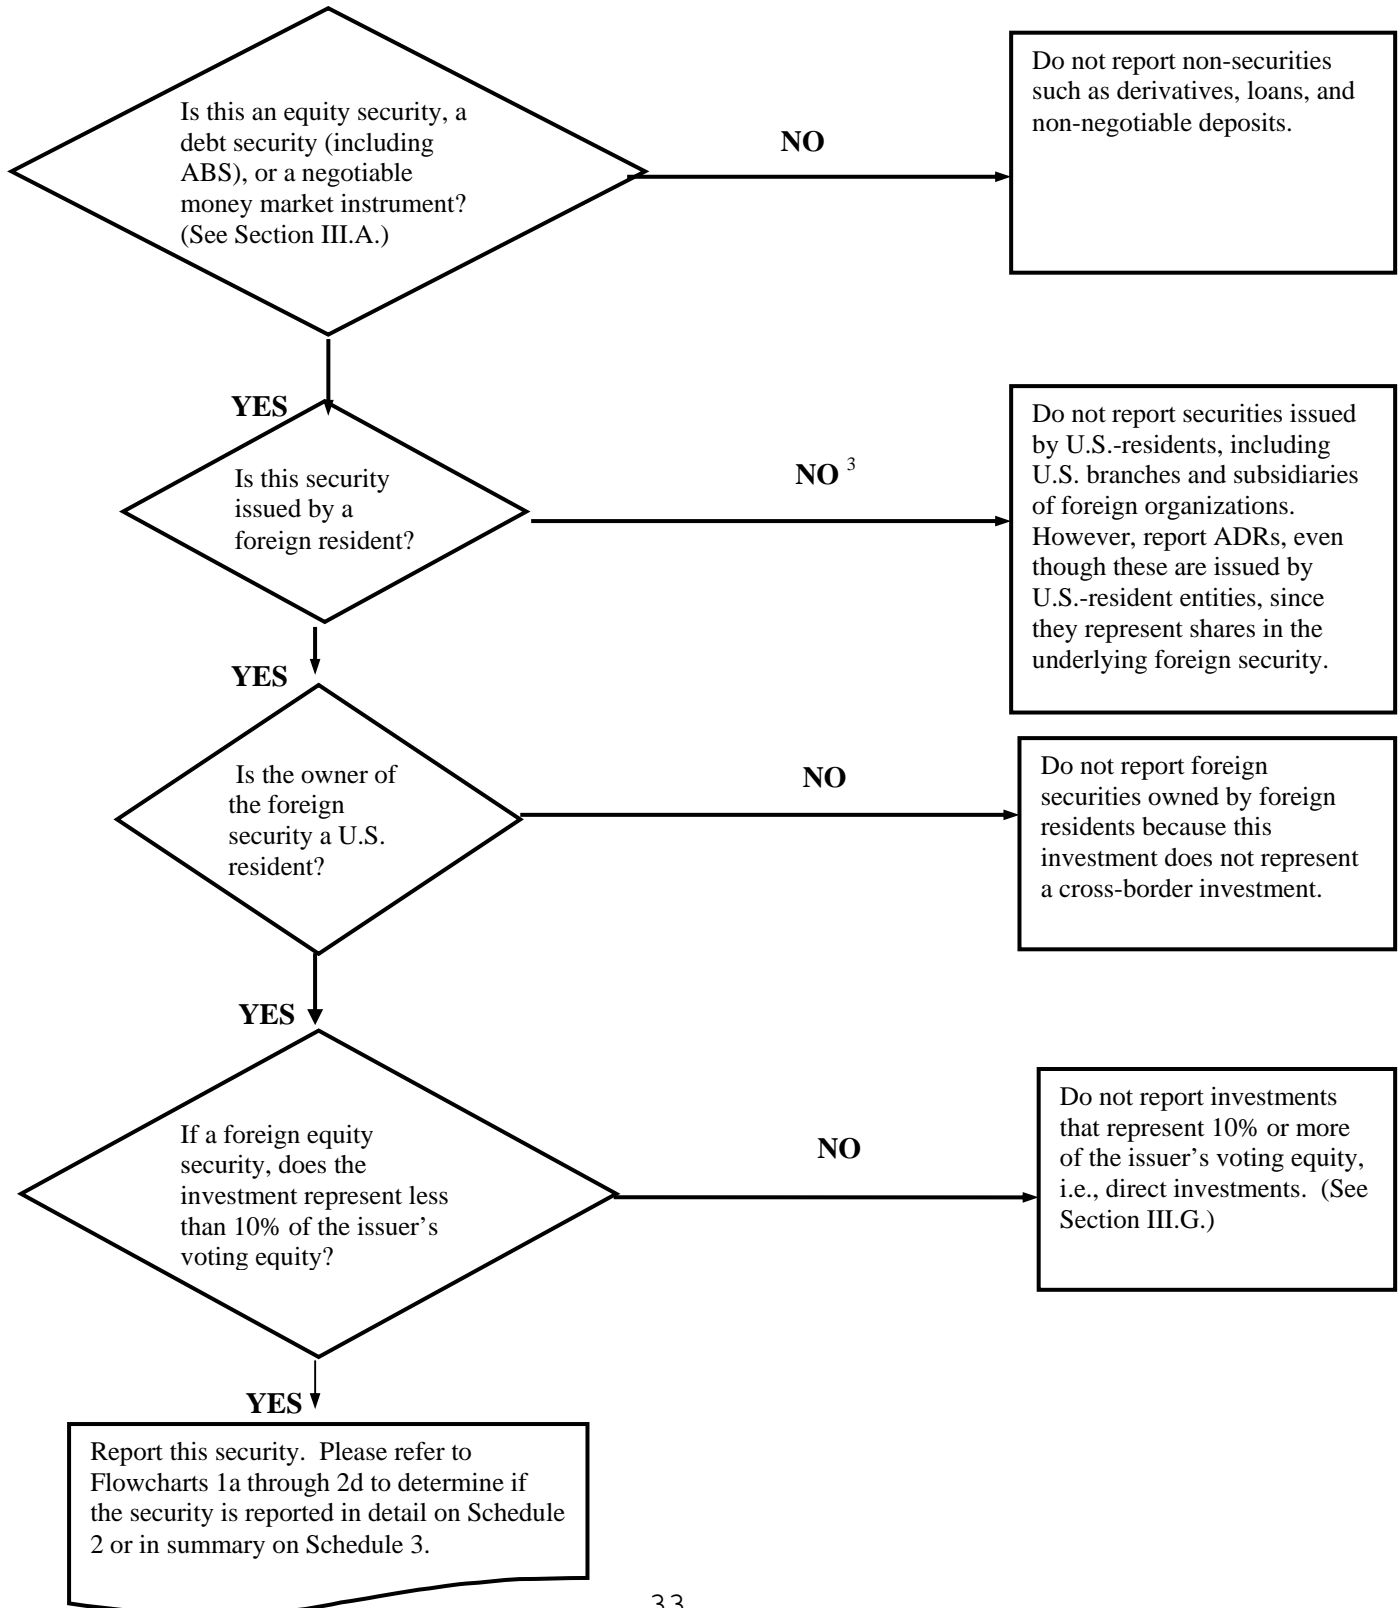 Is this an equity security, a
debt security (including
ABS), or a negotiable
money market instrument?
(See Section III.A.)
NO
Do not report non-securities
such as derivatives, loans, and
non-negotiable deposits.
YES
Is this security
issued by a
foreign resident?
NO 3
Do not report securities issued
by U.S.-residents, including
U.S. branches and subsidiaries
of foreign organizations.
However, report ADRs, even
though these are issued by
U.S.-resident entities, since
they represent shares in the
underlying foreign security.
YES
Is the owner of
the foreign
security a U.S.
resident?
NO
Do not report foreign
securities owned by foreign
residents because this
investment does not represent
a cross-border investment.
YES
If a foreign equity
security, does the
investment represent less
than 10% of the issuer's
voting equity?
NO
Do not report investments
that represent 10% or more
of the issuer's voting equity,
i.e., direct investments.  (See
Section III.G.)
YES
Report this security.  Please refer to
Flowcharts 1a through 2d to determine if
the security is reported in detail on Schedule
2 or in summary on Schedule 3.
33